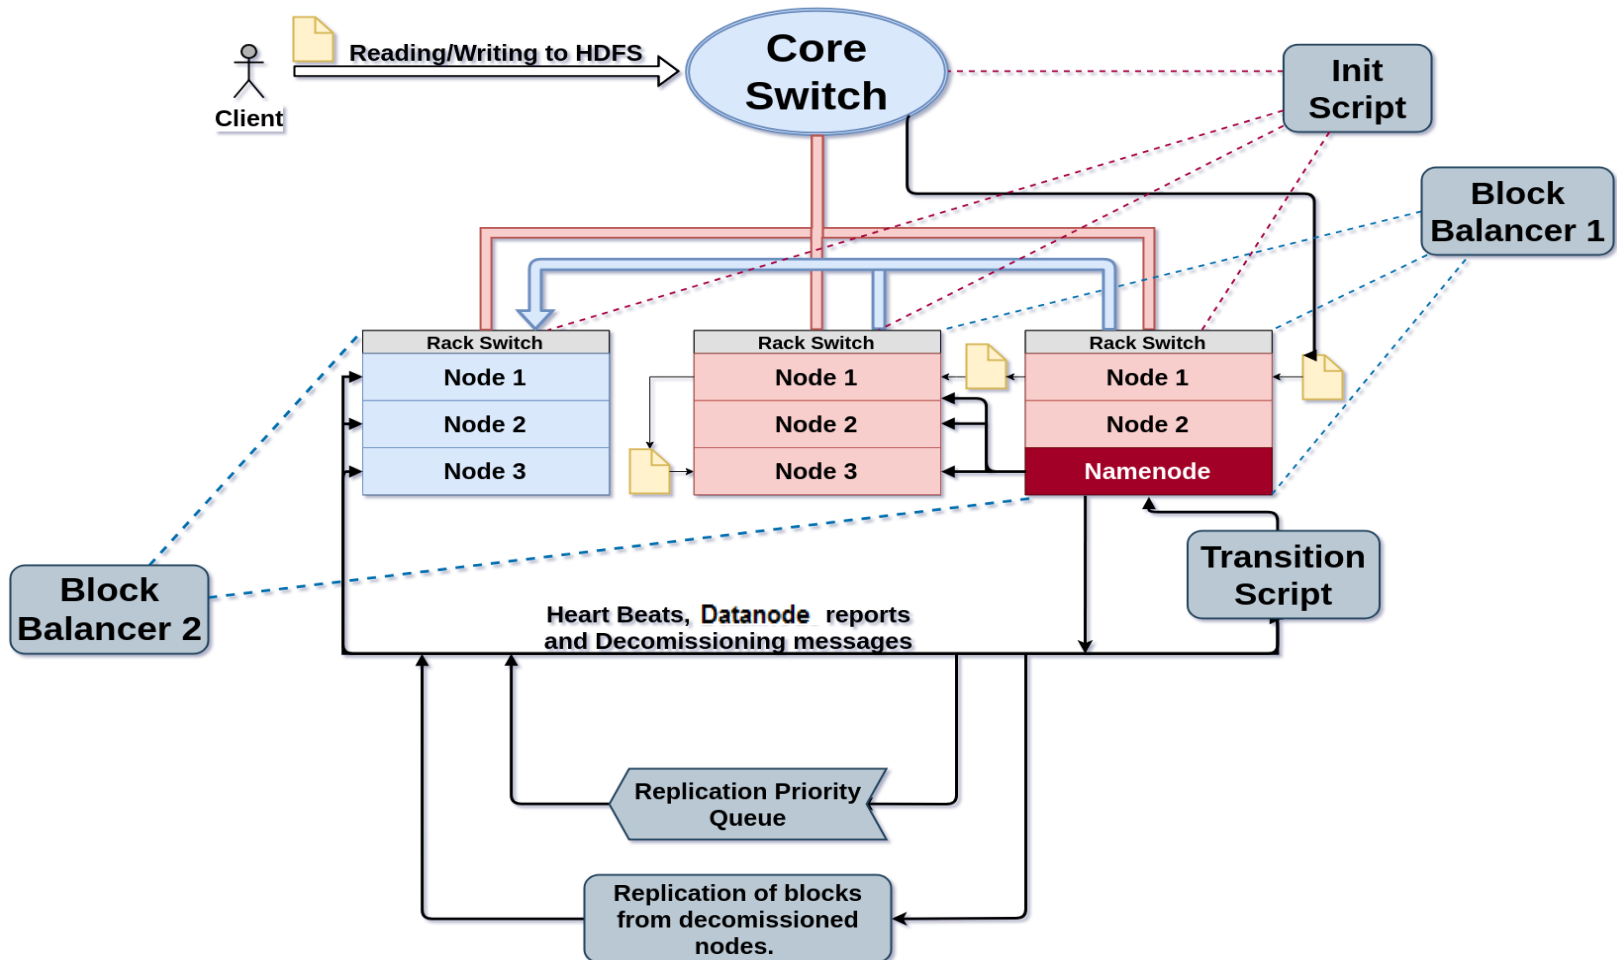 Reading/Writing to HDFS
Client
Core
Switch
Init
Script
Block
Balancer 1
Rack Switch
Node 1
Node 2
Node 3
Rack Switch
Node 1
Node 2
Node 3
Rack Switch
Node 1
Node 2
Namenode
Transition
Script
Block
Balancer 2
Heart Beats, Datanode reports
and Decomissioning messages
Replication Priority
Queue
Replication of blocks
from decomissioned
nodes.